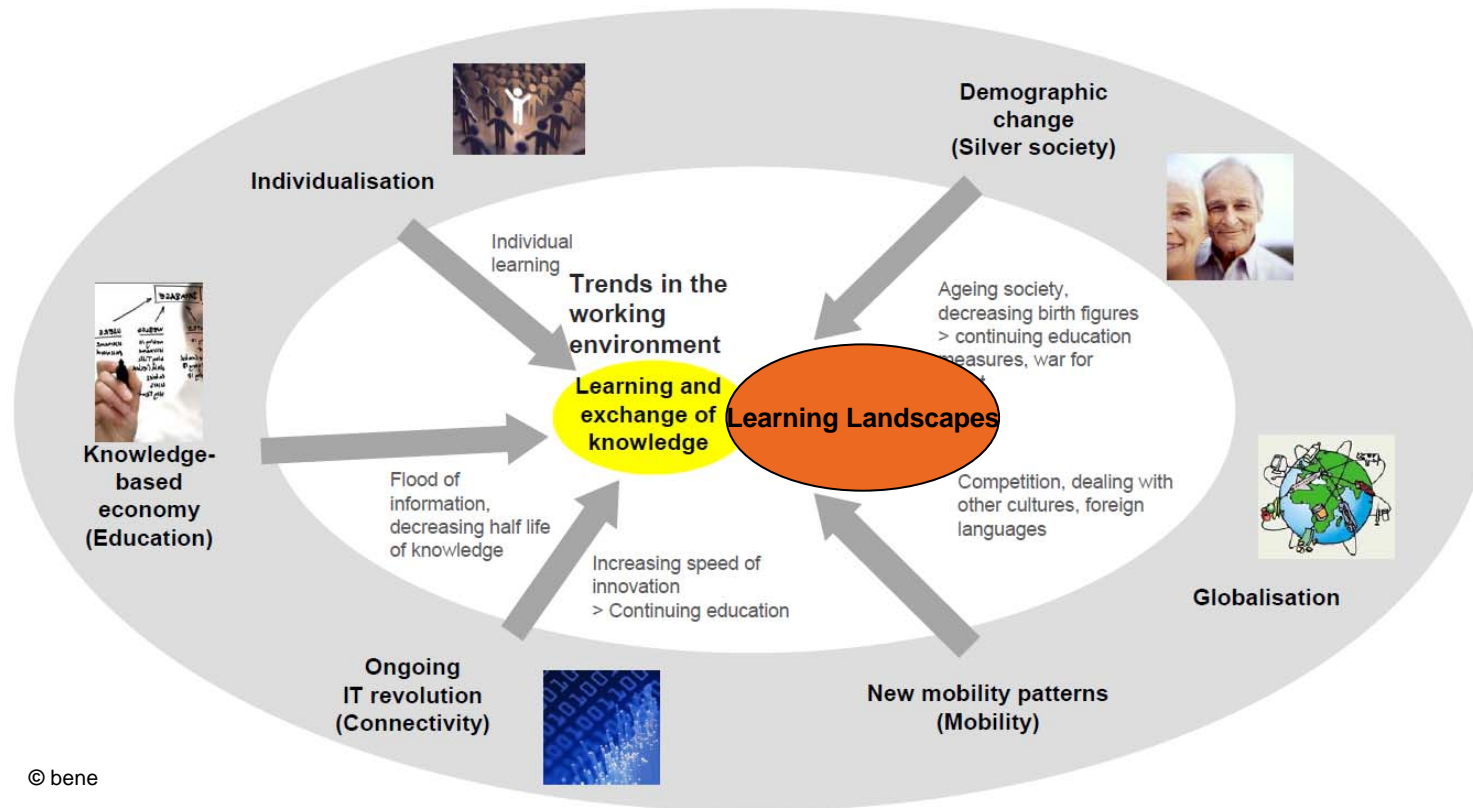 Demographic
change
(Silver society)
Individualisation
Individual
learning
Trends in the
working
environment
Ageing society,
decreasing birth figures
> continuing education
measures, war for
Learning and
exchange of
knowledge
Learning Landscapes
Knowledge-
based
economy
(Education)
Flood of
information,
decreasing half life
of knowledge
Competition, dealing with
other cultures, foreign
languages
Increasing speed of
innovation
> Continuing education
Globalisation
Ongoing
IT revolution
(Connectivity)
New mobility patterns
(Mobility)
© bene